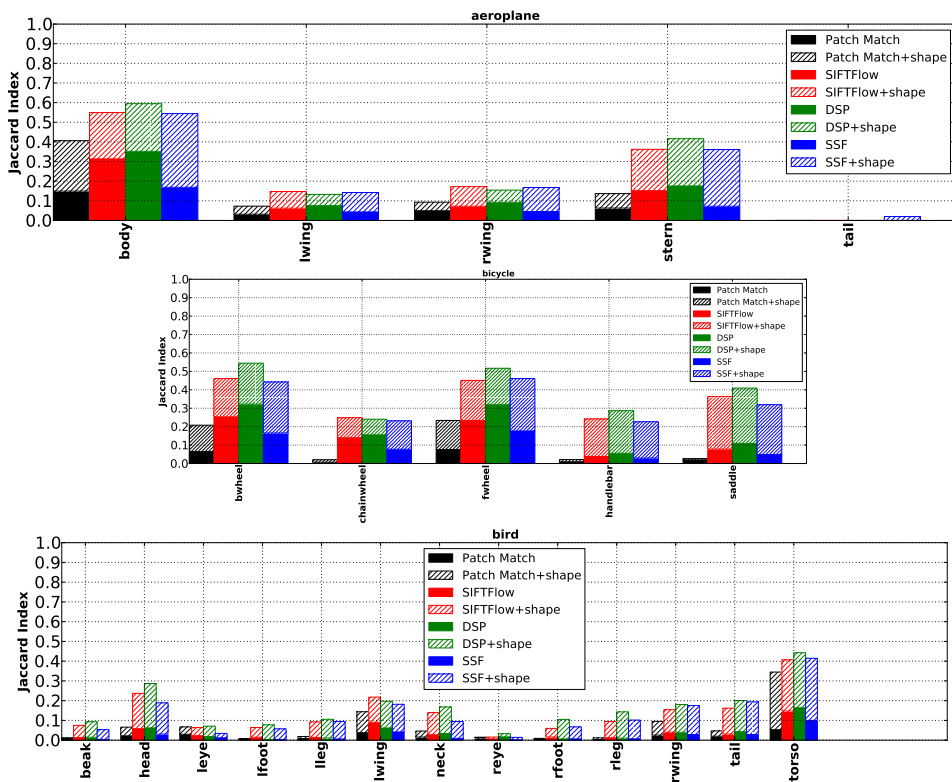 aeroplane
Jaccard Index
1.0
0.9
0.8
0.7
0.6
0.5
0.4
0.3
0.2
0.1
0.0
Patch Match
Patch Match+shape
SIFTFlow
SIFTFlow+shape
DSP
DSP+shape
SSF
SSF+shape
body
lwing
rwing
stern
tail
bicycle
Jaccard Index
1.0
0.9
0.8
0.7
0.6
0.5
0.4
0.3
0.2
0.1
0.0
Patch Match
Patch Match+shape
SIFTFlow
SIFTFlow+shape
DSP
DSP+shape
SSF
SSF+shape
bwheel
chainwheel
fwheel
handlebar
saddle
bird
Jaccard Index
1.0
0.9
0.8
0.7
0.6
0.5
0.4
0.3
0.2
0.1
0.0
Patch Match
Patch Match+shape
SIFTFlow
SIFTFlow+shape
DSP
DSP+shape
SSF
SSF+shape
beak
head
leye
lfoot
lleg
lwing
neck
reye
rfoot
rleg
rwing
tail
torso